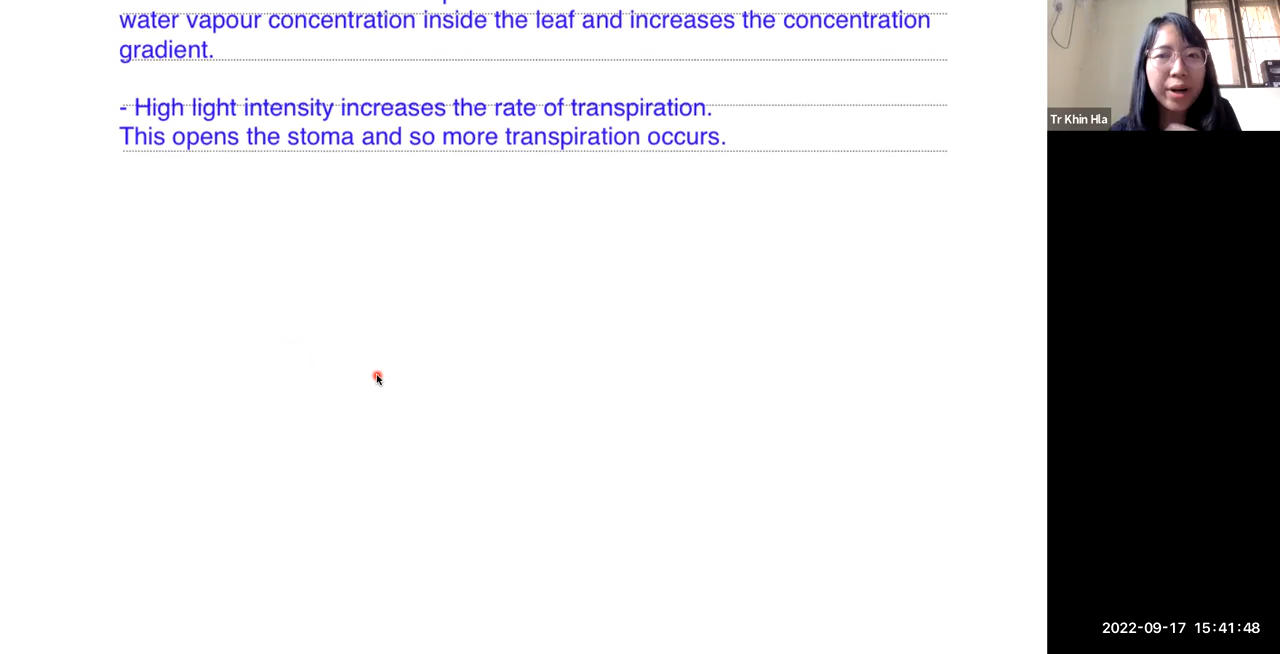 water vapour concentration inside the leaf and increases the concentration
gradient.
- High light intensity increases the rate of transpiration.
This opens the stoma and so more transpiration occurs.
Tr Khin Hla
2022-09-17 15:41:48